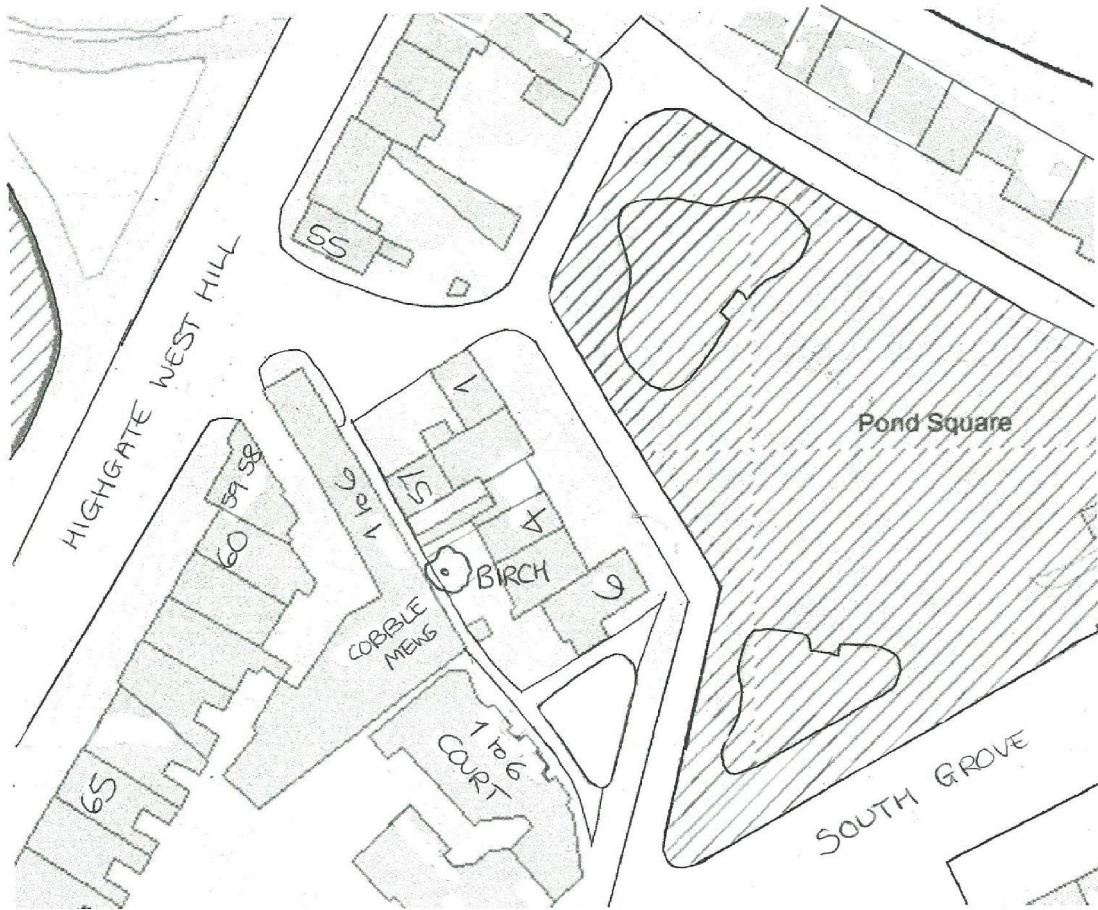 55
HIGHGATE WEST HILL
Pond Square
1
57
59 58
1 to 6
4
60
BIRCH
6
COBBLE
MEWS
1 TO 6
COURT
65
SOUTH GROVE